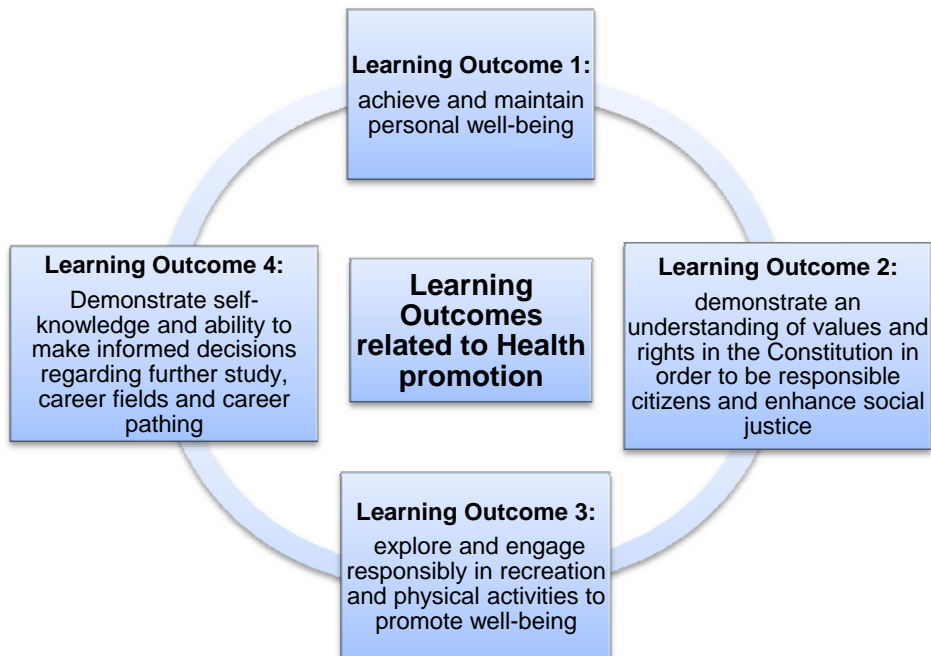 Learning Outcome 1:
achieve and maintain
personal well-being
Learning Outcome 4:
Demonstrate self-
knowledge and ability to
make informed decisions
regarding further study,
career fields and career
pathing
Learning
Outcomes
related to Health
promotion
Learning Outcome 2:
demonstrate an
understanding of values and
rights in the Constitution in
order to be responsible
citizens and enhance social
justice
Learning Outcome 3:
explore and engage
responsibly in recreation
and physical activities to
promote well-being